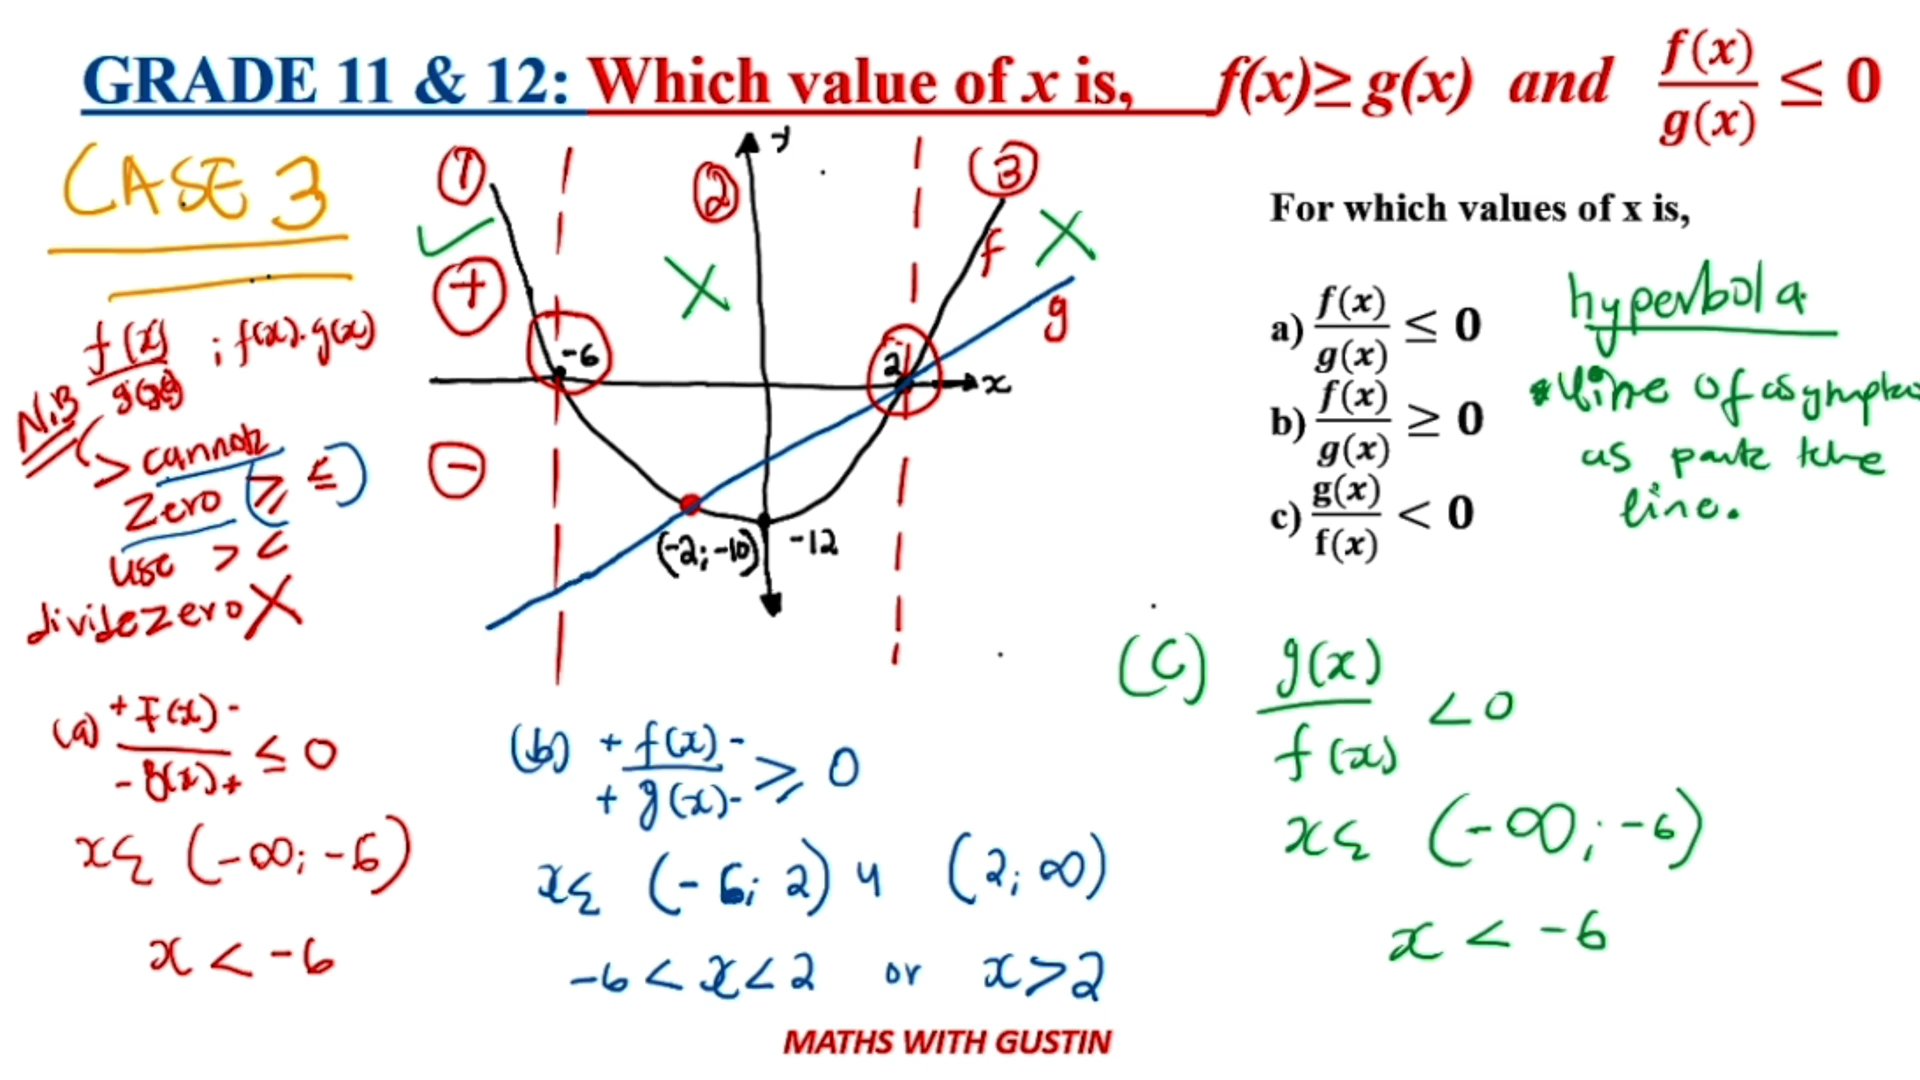 GRADE 11 & 12: Which value of x is, f(x)≥ g(x) and f(x)/g(x) ≤ 0
CASE 3
f(x)/g(x) ; f(x).g(x)
N.B
> cannot
zero (≥ ≤)
use > <
divide zero X
1
2
3
✓
+
X
X
−
y
x
f
g
-6
2
(-2;-10)
-12
For which values of x is,
a) f(x)/g(x) ≤ 0
b) f(x)/g(x) ≥ 0
c) g(x)/f(x) < 0
hyperbola
line of
as part the
line.
(a) + f(x) - / - g(x) + ≤ 0
x ∈ (-∞; -6)
x < -6
(b) + f(x) - / + g(x) - ≥ 0
x ∈ (-6; 2) ∪ (2; ∞)
-6 < x < 2 or x > 2
(C) g(x)/f(x) < 0
x ∈ (-∞; -6)
x < -6
MATHS WITH GUSTIN